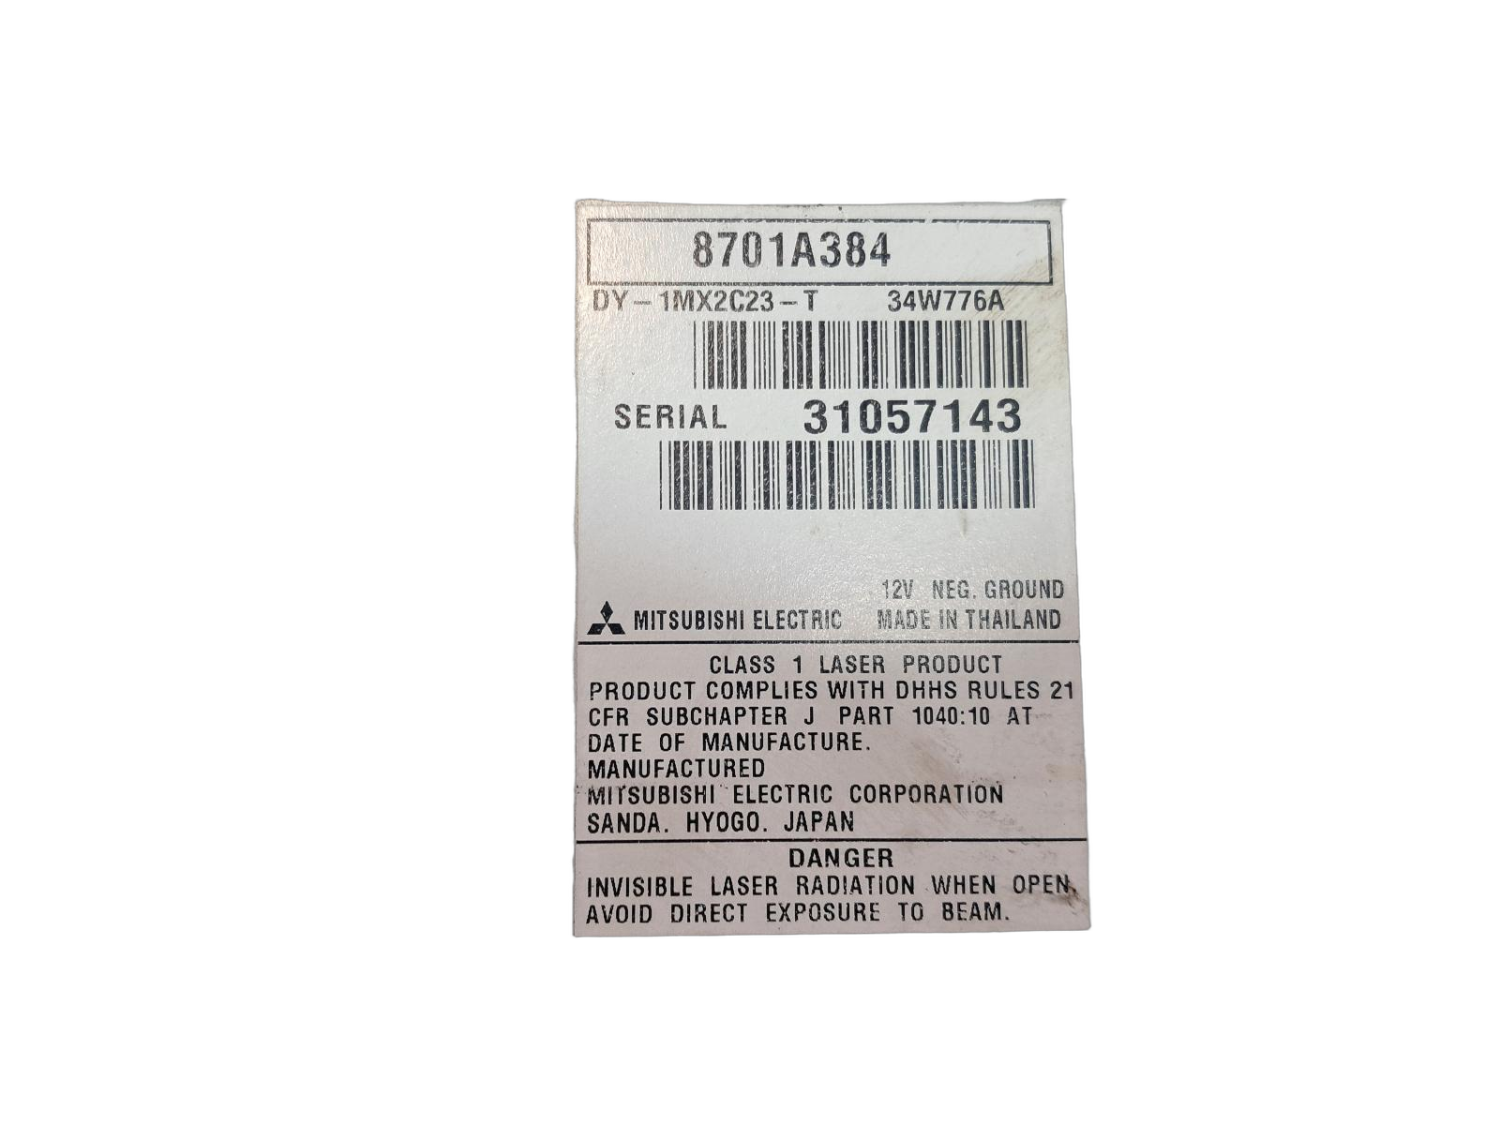 8701A384
DY-1MX2C23-T 34W776A
SERIAL 31057143
12V NEG. GROUND
MITSUBISHI ELECTRIC MADE IN THAILAND
CLASS 1 LASER PRODUCT
PRODUCT COMPLIES WITH DHHS RULES 21
CFR SUBCHAPTER J PART 1040:10 AT
DATE OF MANUFACTURE.
MANUFACTURED
MITSUBISHI ELECTRIC CORPORATION
SANDA. HYOGO. JAPAN
DANGER
INVISIBLE LASER RADIATION WHEN OPEN.
AVOID DIRECT EXPOSURE TO BEAM.